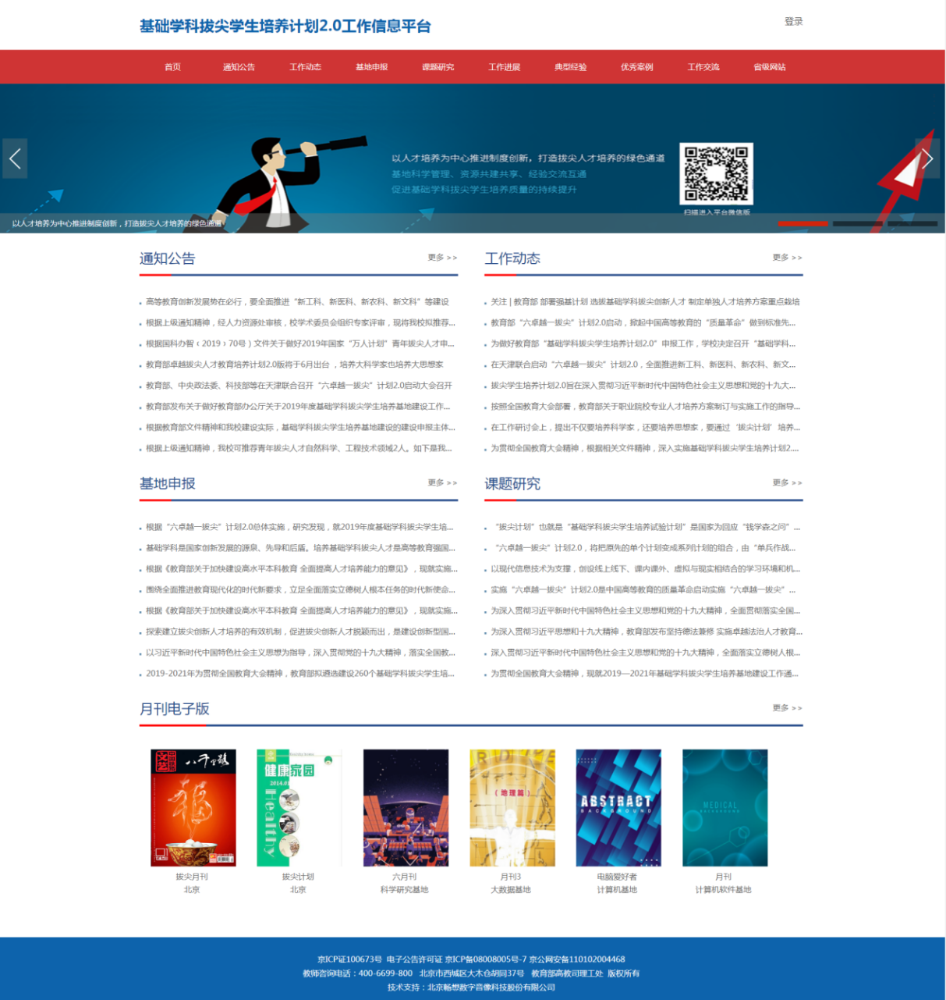 基础学科拔尖学生培养计划2.0工作信息平台
登录
首页 通知公告 工作动态 基地申报 课题研究 工作进展 典型经验 优秀案例 工作交流 省级网站
以人才培养为中心推进制度创新，打造拔尖人才培养的绿色通道
基地科学管理、资源共建共享、经验交流互通
促进基础学科拔尖学生培养质量的持续提升
扫描进入平台微信版
以人才培养为中心推进制度创新，打造拔尖人才培养的绿色通道
通知公告 更多 >>
高等教育创新发展势在必行，要全面推进“新工科、新医科、新农科、新文科”等建设
根据上级通知精神，经人力资源处审核，校学术委员会组织专家评审，现将我校拟推荐...
根据国科办智﹝2019﹞70号）文件关于做好2019年国家“万人计划”青年拔尖人才申...
教育部卓越拔尖人才教育培养计划2.0版将于6月出台 ，培养大科学家也培养大思想家
教育部、中央政法委、科技部等在天津联合召开“六卓越一拔尖”计划2.0启动大会召开
教育部发布关于做好教育部办公厅关于2019年度基础学科拔尖学生培养基地建设工作...
根据教育部文件精神和我校建设实际，基础学科拔尖学生培养基地建设的建设申报主体...
根据上级通知精神，我校可推荐青年拔尖人才自然科学、工程技术领域2人。如下是我...
工作动态 更多 >>
关注 | 教育部 部署强基计划 选拔基础学科拔尖创新人才 制定单独人才培养方案重点栽培
教育部“六卓越一拔尖”计划2.0启动，掀起中国高等教育的“质量革命”做到标准先...
为做好教育部“基础学科拔尖学生培养计划2.0”申报工作，学校决定召开“基础学科...
在天津联合启动“六卓越一拔尖”计划2.0，全面推进新工科、新医科、新农科、新文...
拔尖学生培养计划2.0旨在深入贯彻习近平新时代中国特色社会主义思想和党的十九大...
按照全国教育大会部署，教育部关于职业院校专业人才培养方案制订与实施工作的指导...
在工作研讨会上，提出不仅要培养科学家，还要培养思想家，要通过‘拔尖计划’培养...
为贯彻全国教育大会精神，根据相关文件精神，深入实施基础学科拔尖学生培养计划2....
基地申报 更多 >>
根据“六卓越一拔尖”计划2.0总体实施，研究发现，就2019年度基础学科拔尖学生培...
基础学科是国家创新发展的源泉、先导和后盾。培养基础学科拔尖人才是高等教育强国...
根据《教育部关于加快建设高水平本科教育 全面提高人才培养能力的意见》，现就实施...
围绕全面推进教育现代化的时代新要求，立足全面落实立德树人根本任务的时代新使命...
根据《教育部关于加快建设高水平本科教育 全面提高人才培养能力的意见》，现就实施...
探索建立拔尖创新人才培养的有效机制，促进拔尖创新人才脱颖而出，是建设创新型国...
以习近平新时代中国特色社会主义思想为指导，深入贯彻党的十九大精神，落实全国教...
2019-2021年为贯彻全国教育大会精神，教育部拟遴选建设260个基础学科拔尖学生培...
课题研究 更多 >>
“拔尖计划”也就是“基础学科拔尖学生培养试验计划”是国家为回应“钱学森之问”...
“六卓越一拔尖”计划2.0，将把原先的单个计划变成系列计划的组合，由“单兵作战...
以现代信息技术为支撑，创设线上线下、课内课外、虚拟与现实相结合的学习环境和机...
实施“六卓越一拔尖”计划2.0是中国高等教育的质量革命启动实施“六卓越一拔尖”...
为深入贯彻习近平新时代中国特色社会主义思想和党的十九大精神，全面贯彻落实全国...
为深入贯彻习近平思想和十九大精神，教育部发布坚持德法兼修 实施卓越法治人才教育...
深入贯彻习近平新时代中国特色社会主义思想和党的十九大精神，全面落实立德树人根...
为贯彻全国教育大会精神，现就2019—2021年基础学科拔尖学生培养基地建设工作通...
月刊电子版 更多 >>
八千里路
福
健康家园
2014.01
Healthy
（地理篇）
ABSTRACT
BACKGROUND
MEDICAL
BACKGROUND
拔尖月刊 拔尖计划 六月刊 月刊3 电脑爱好者 月刊
北京 北京 科学研究基地 大数据基地 计算机基地 计算机软件基地
京ICP证100673号 电子公告许可证 京ICP备08008005号-7 京公网安备110102004468
教师咨询电话：400-6699-800 北京市西城区大木仓胡同37号 教育部高教司理工处 版权所有
技术支持：北京畅想数字音像科技股份有限公司